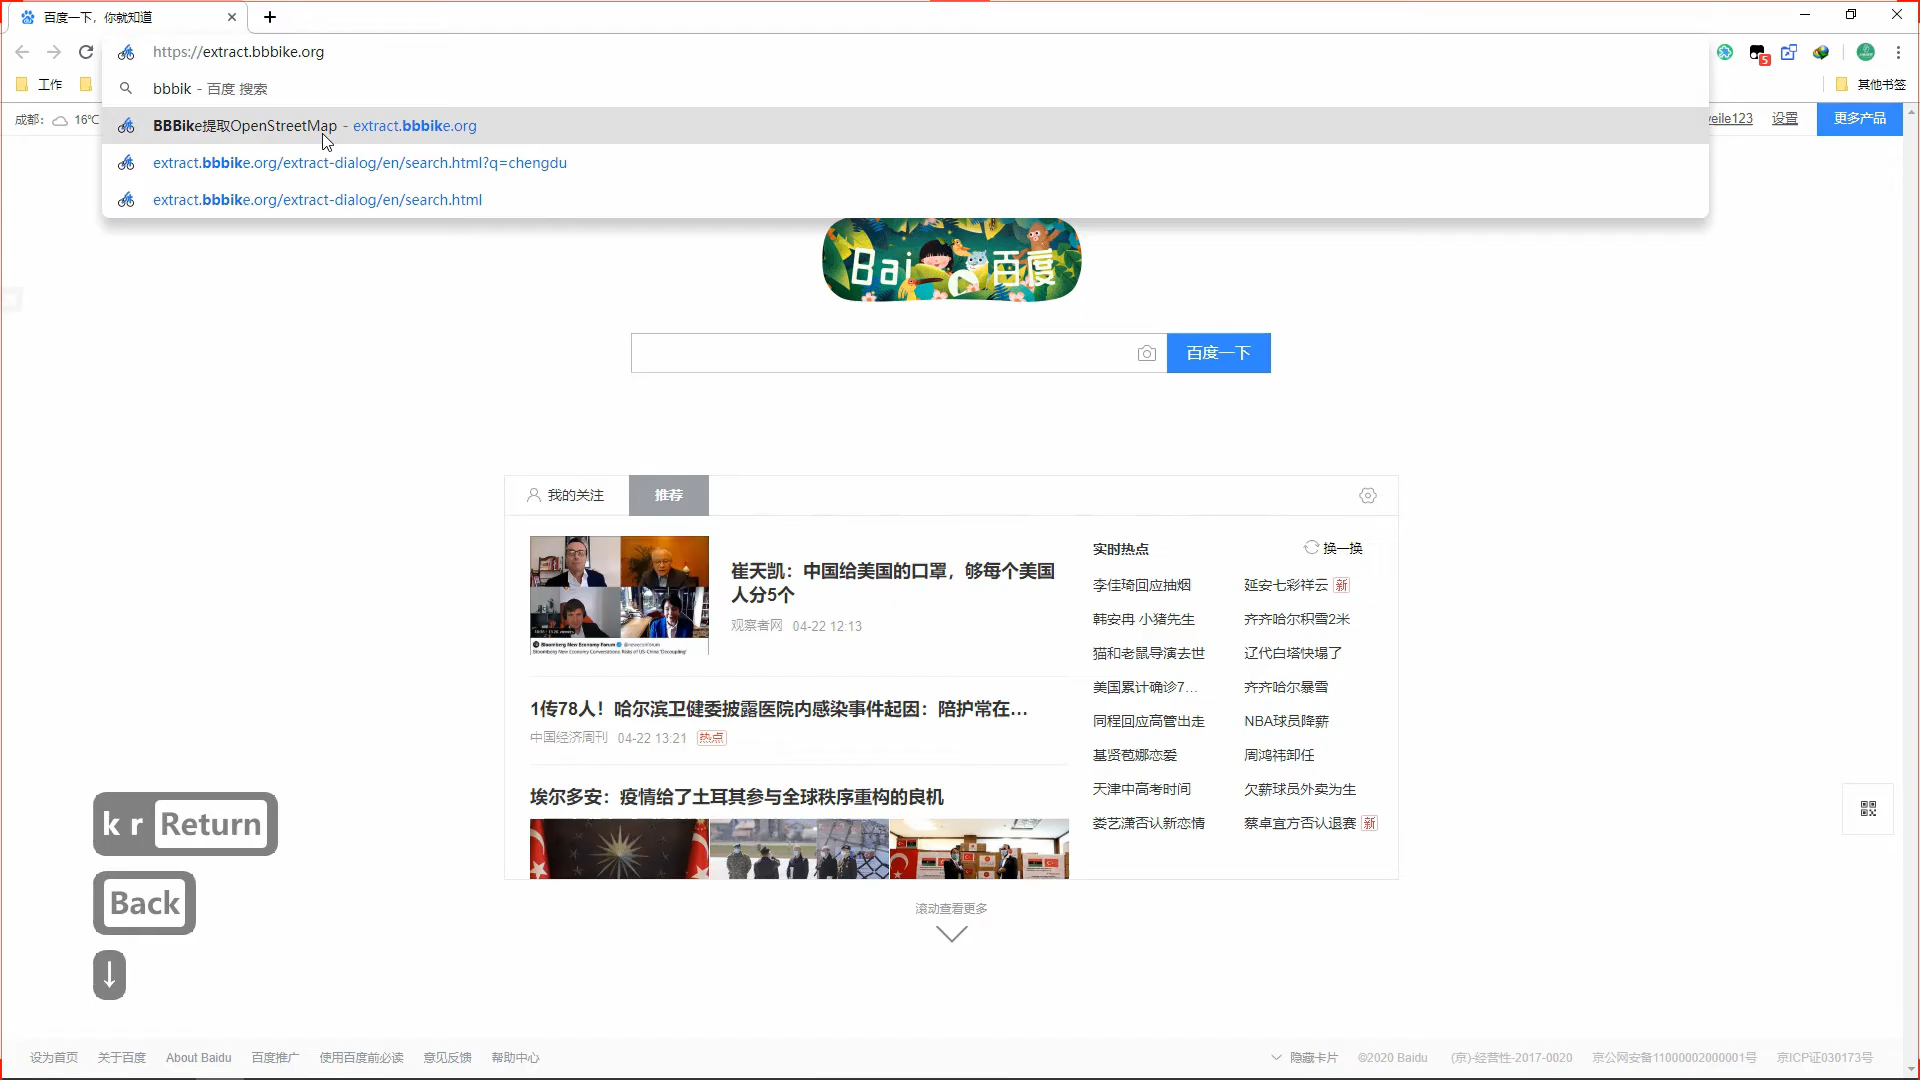 百度一下，你就知道
https://extract.bbbike.org
5
bbbik - 百度 搜索
工作
其他书签
BBBike提取OpenStreetMap - extract.bbbike.org
成都： 16℃
veile123 设置 更多产品
extract.bbbike.org/extract-dialog/en/search.html?q=chengdu
extract.bbbike.org/extract-dialog/en/search.html
Bai 百度
百度一下
我的关注 推荐
崔天凯：中国给美国的口罩，够每个美国
人分5个
观察者网 04-22 12:13
Bloomberg New Economy Forum
Bloomberg New Economy Conversations: Risks of US-China 'Decoupling'
1传78人！哈尔滨卫健委披露医院内感染事件起因：陪护常在...
中国经济周刊 04-22 13:21 热点
埃尔多安：疫情给了土耳其参与全球秩序重构的良机
实时热点 换一换
李佳琦回应抽烟 延安七彩祥云 新
韩安冉 小猪先生 齐齐哈尔积雪2米
猫和老鼠导演去世 辽代白塔快塌了
美国累计确诊7... 齐齐哈尔暴雪
同程回应高管出走 NBA球员降薪
基贤苞娜恋爱 周鸿祎卸任
天津中高考时间 欠薪球员外卖为生
娄艺潇否认新恋情 蔡卓宜方否认退赛 新
滚动查看更多
k r Return
Back
↓
设为首页 关于百度 About Baidu 百度推广 使用百度前必读 意见反馈 帮助中心
隐藏卡片 ©2020 Baidu (京)-经营性-2017-0020 京公网安备11000002000001号 京ICP证030173号